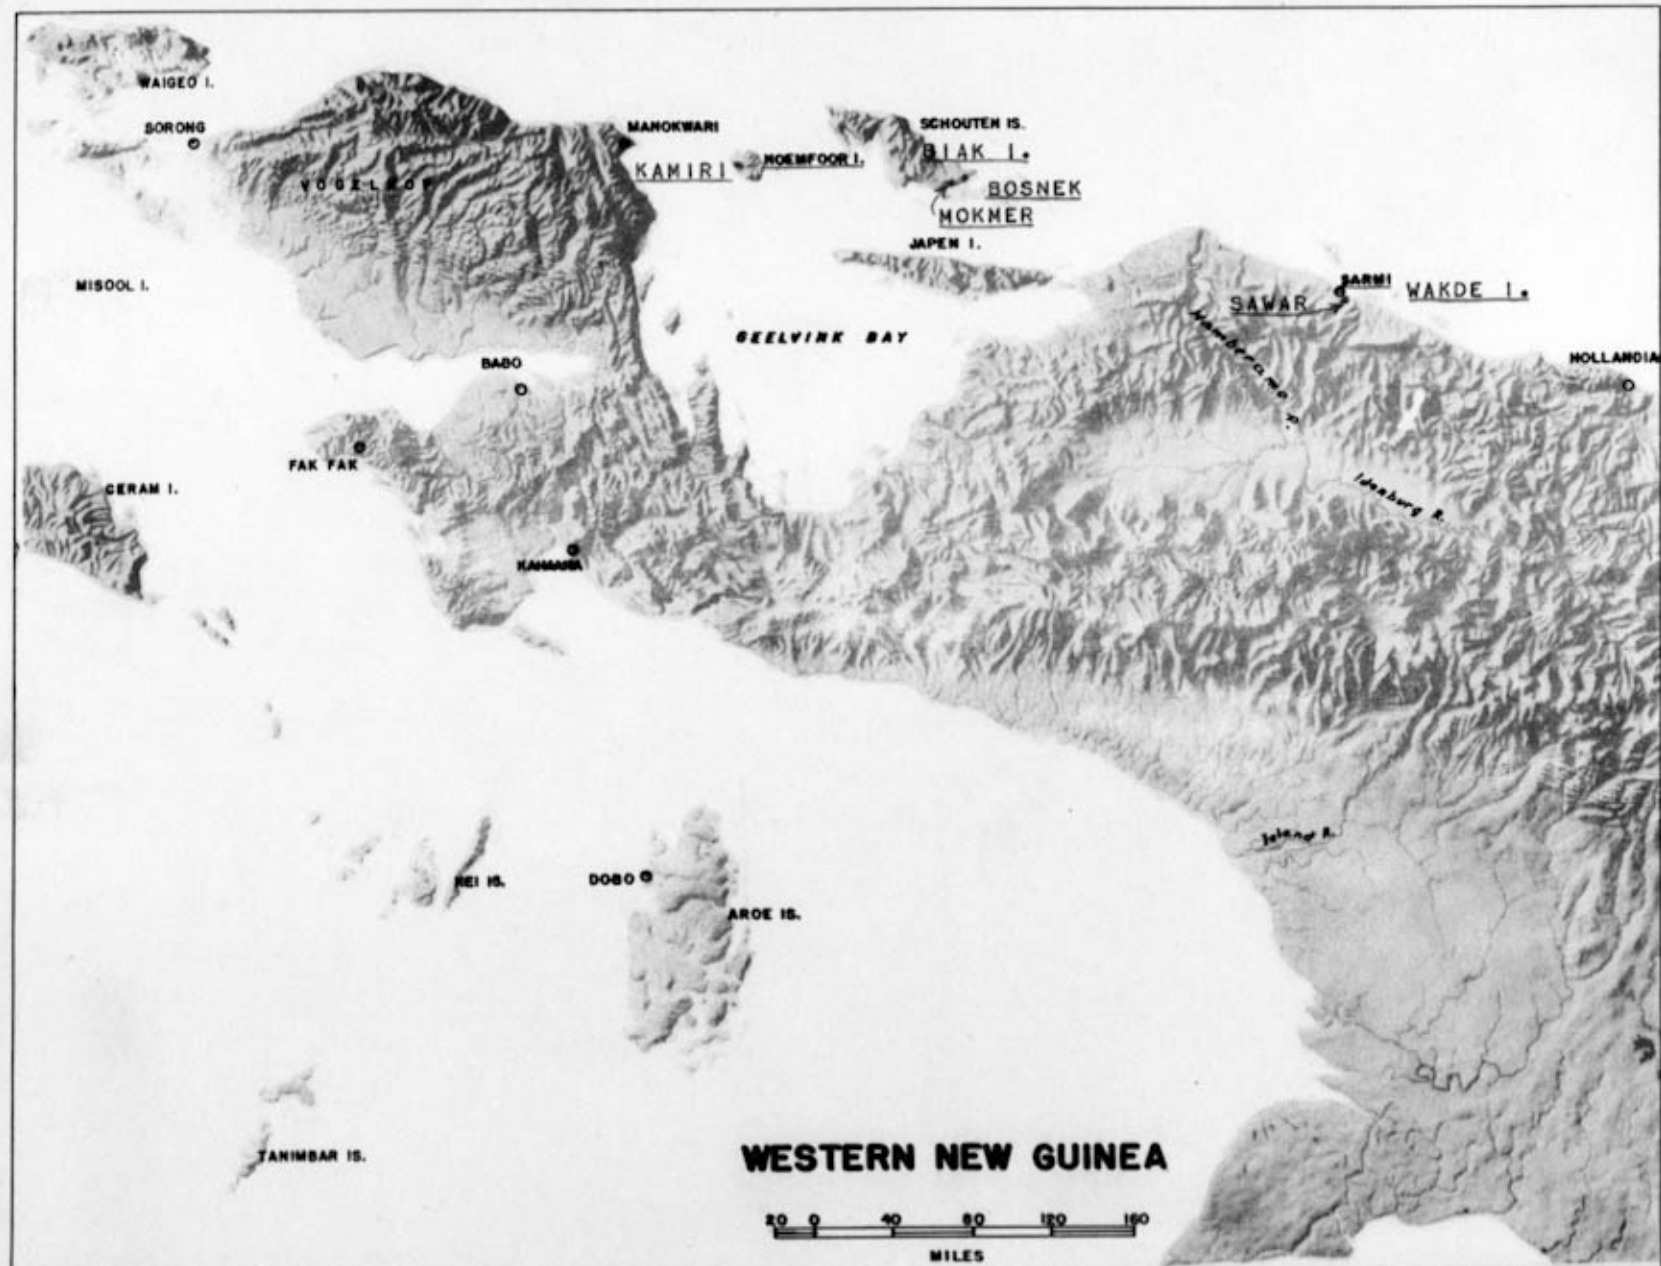 WAIGEO I.
SORONG
MANOKWARI
SCHOUTEN IS.
BIAK I.
KAMIRI
NOEMFOOR I.
VOGELKOP
BOSNEK
MOKMER
JAPEN I.
MISOOL I.
SARMI
WAKDE I.
SAWAR
Mamberamo R.
GEELVINK BAY
HOLLANDIA
BABO
FAK FAK
CERAM I.
Idenburg R.
Jeland R.
KEI IS.
DOBO
AROE IS.
TANIMBAR IS.
WESTERN NEW GUINEA
20 0 40 80 120 160
MILES